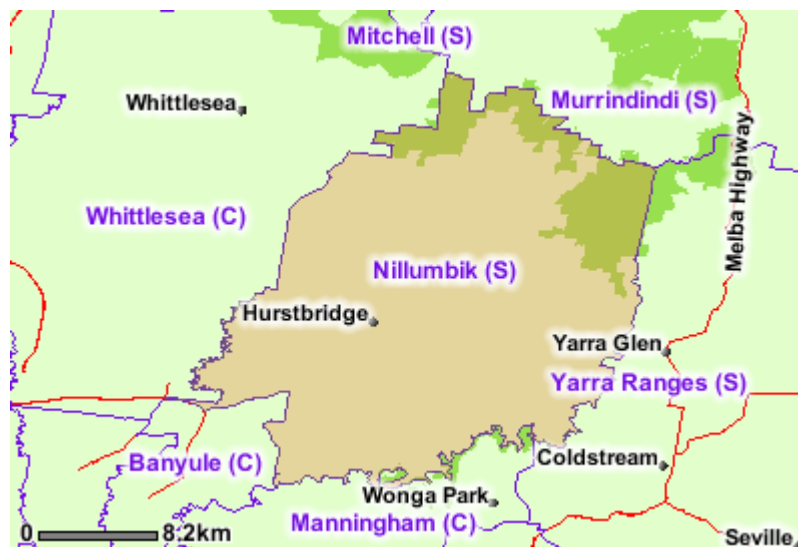 Mitchell (S)
Whittlesea
Murrindindi (S)
Melba Highway
Whittlesea (C)
Nillumbik (S)
Hurstbridge
Yarra Glen
Yarra Ranges (S)
Banyule (C)
Coldstream
Wonga Park
Manningham (C)
0 8.2km
Seville